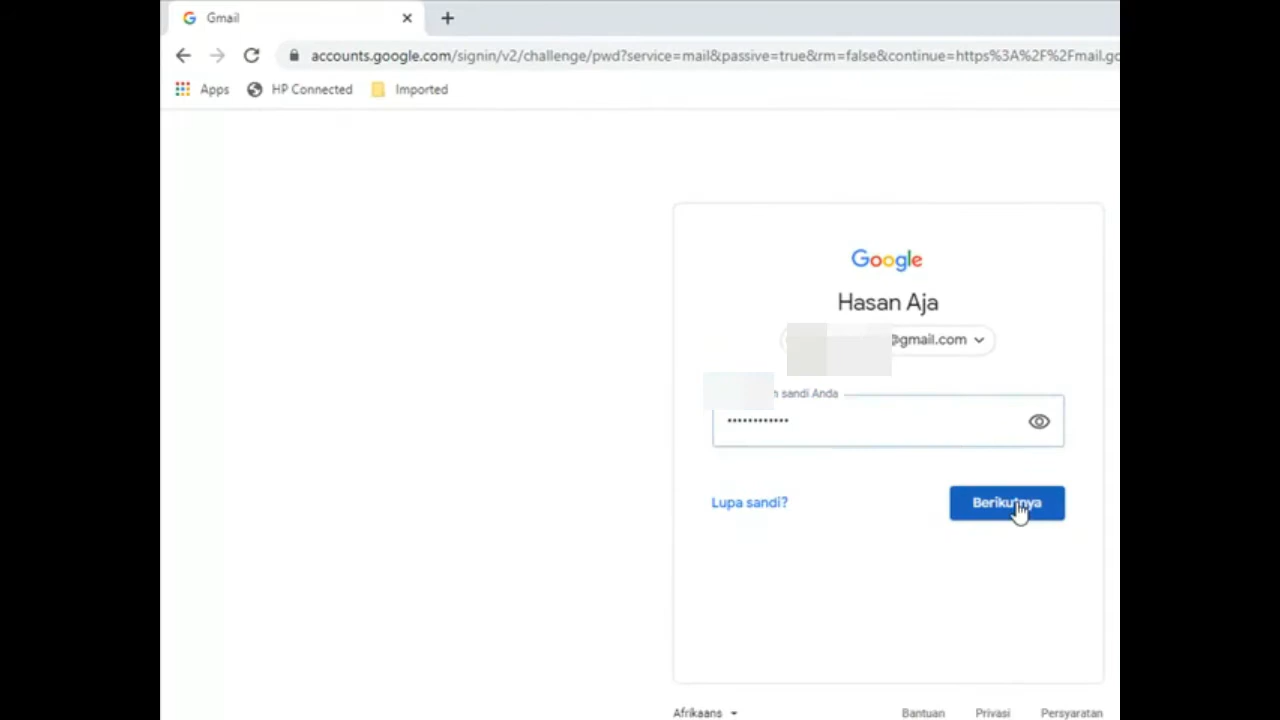 Gmail
accounts.google.com/signin/v2/challenge/pwd?service=mail&passive=true&rm=false&continue=https%3A%2F%2Fmail.go
Apps HP Connected Imported
Google
Hasan Aja
@gmail.com
sandi Anda
••••••••••••
Lupa sandi?
Berikutnya
Afrikaans Bantuan Privasi Persyaratan